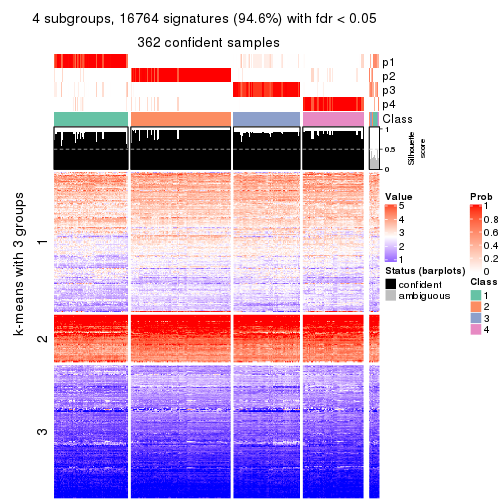 4 subgroups, 16764 signatures (94.6%) with fdr < 0.05
362 confident samples
p1
p2
p3
p4
Class
1
0.5
0
Silhouette
score
k-means with 3 groups
1
2
3
Value
5
4
3
2
1
Status (barplots)
confident
ambiguous
Prob
1
0.8
0.6
0.4
0.2
0
Class
1
2
3
4